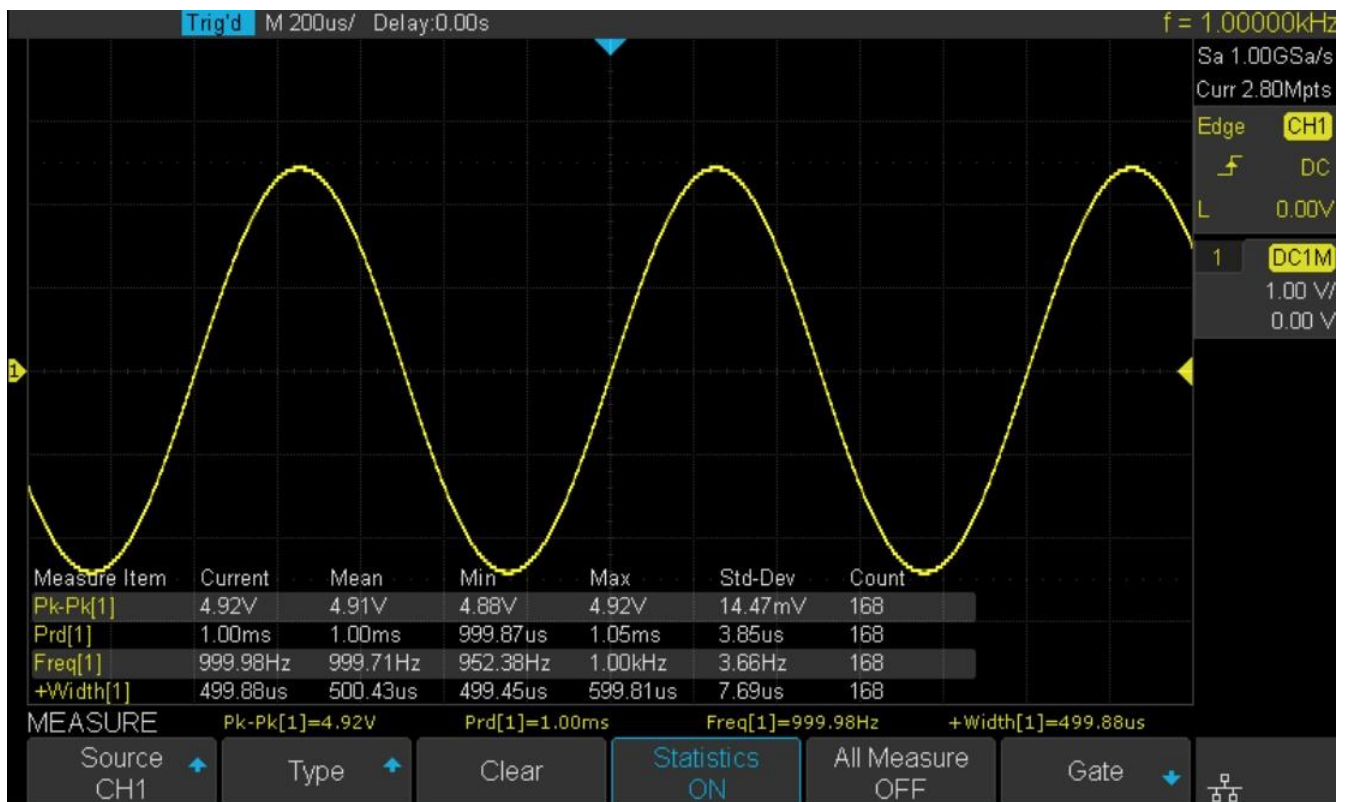 Trig'd M 200us/ Delay:0.00s f = 1.00000kHz
Sa 1.00GSa/s
Curr 2.80Mpts
Edge CH1
DC
L 0.00V
1 DC1M
1.00 V/
0.00 V
1
Measure Item Current Mean Min Max Std-Dev Count
Pk-Pk[1] 4.92V 4.91V 4.88V 4.92V 14.47mV 168
Prd[1] 1.00ms 1.00ms 999.87us 1.05ms 3.85us 168
Freq[1] 999.98Hz 999.71Hz 952.38Hz 1.00kHz 3.66Hz 168
+Width[1] 499.88us 500.43us 499.45us 599.81us 7.69us 168
MEASURE Pk-Pk[1]=4.92V Prd[1]=1.00ms Freq[1]=999.98Hz +Width[1]=499.88us
Source CH1
Type
Clear
Statistics ON
All Measure OFF
Gate